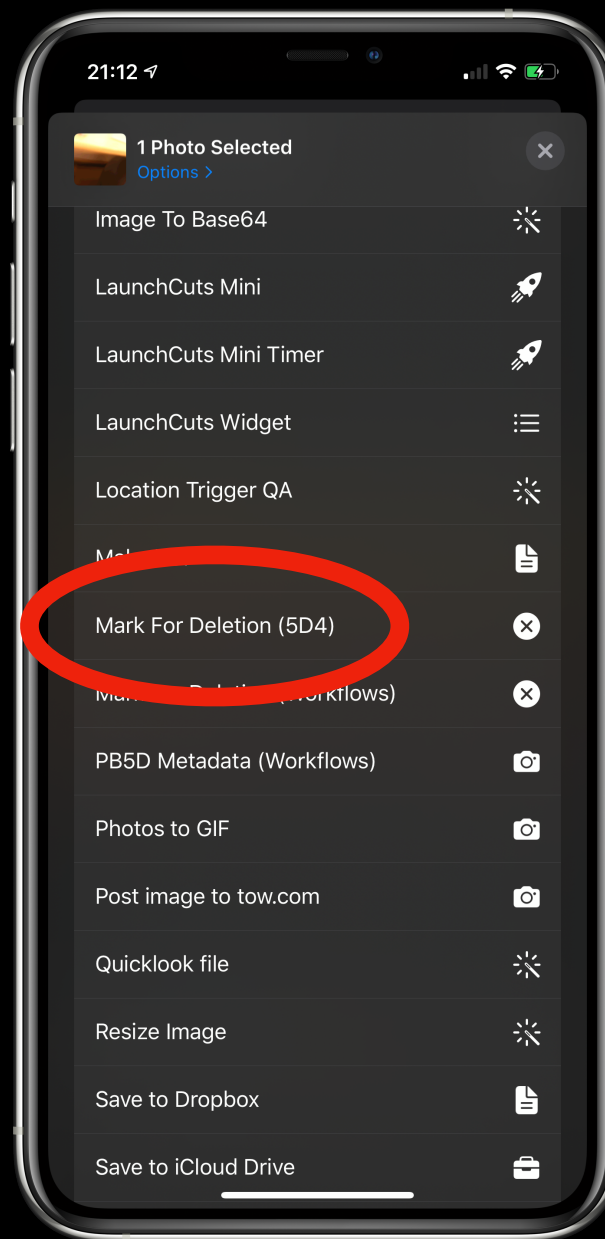 21:12
1 Photo Selected
Options >
Image To Base64
LaunchCuts Mini
LaunchCuts Mini Timer
LaunchCuts Widget
Location Trigger QA
Mark For Deletion (5D4)
(Workflows)
PB5D Metadata (Workflows)
Photos to GIF
Post image to tow.com
Quicklook file
Resize Image
Save to Dropbox
Save to iCloud Drive